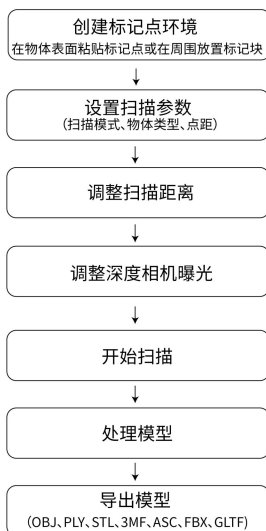 创建标记点环境
在物体表面粘贴标记点或在周围放置标记块
设置扫描参数
(扫描模式、物体类型、点距)
调整扫描距离
调整深度相机曝光
开始扫描
处理模型
导出模型
(OBJ、PLY、STL、3MF、ASC、FBX、GLTF)